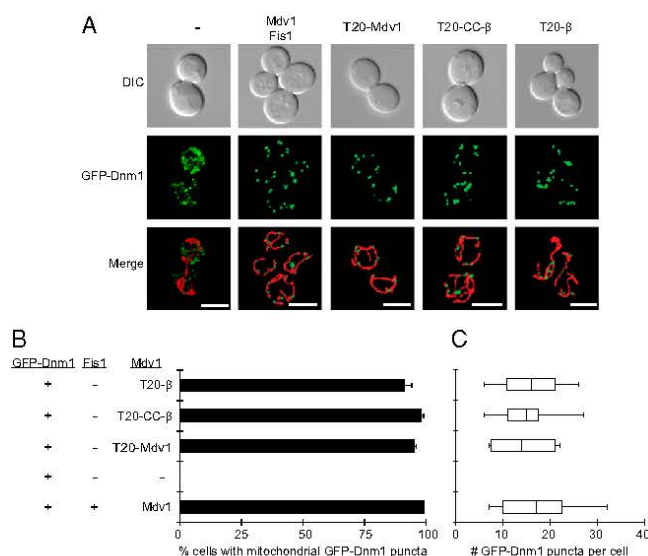 A
-
Mdv1
Fis1
T20-Mdv1
T20-CC-β
T20-β
DIC
GFP-Dnm1
Merge
B
GFP-Dnm1 Fis1 Mdv1
+ - T20-β
+ - T20-CC-β
+ - T20-Mdv1
+ - -
+ + Mdv1
0 25 50 75 100
% cells with mitochondrial GFP-Dnm1 puncta
C
0 10 20 30 40
# GFP-Dnm1 puncta per cell